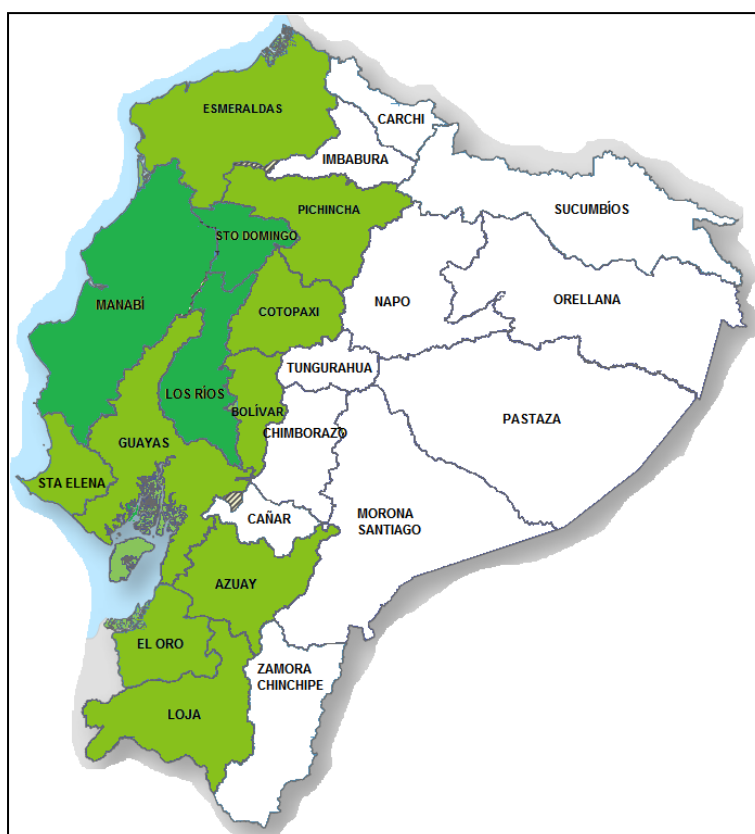 ESMERALDAS
CARCHI
IMBABURA
PICHINCHA
SUCUMBÍOS
STO DOMINGO
MANABÍ
COTOPAXI
NAPO
ORELLANA
TUNGURAHUA
LOS RÍOS
BOLÍVAR
PASTAZA
GUAYAS
CHIMBORAZO
STA ELENA
CAÑAR
MORONA
SANTIAGO
AZUAY
EL ORO
ZAMORA
CHINCHIPE
LOJA